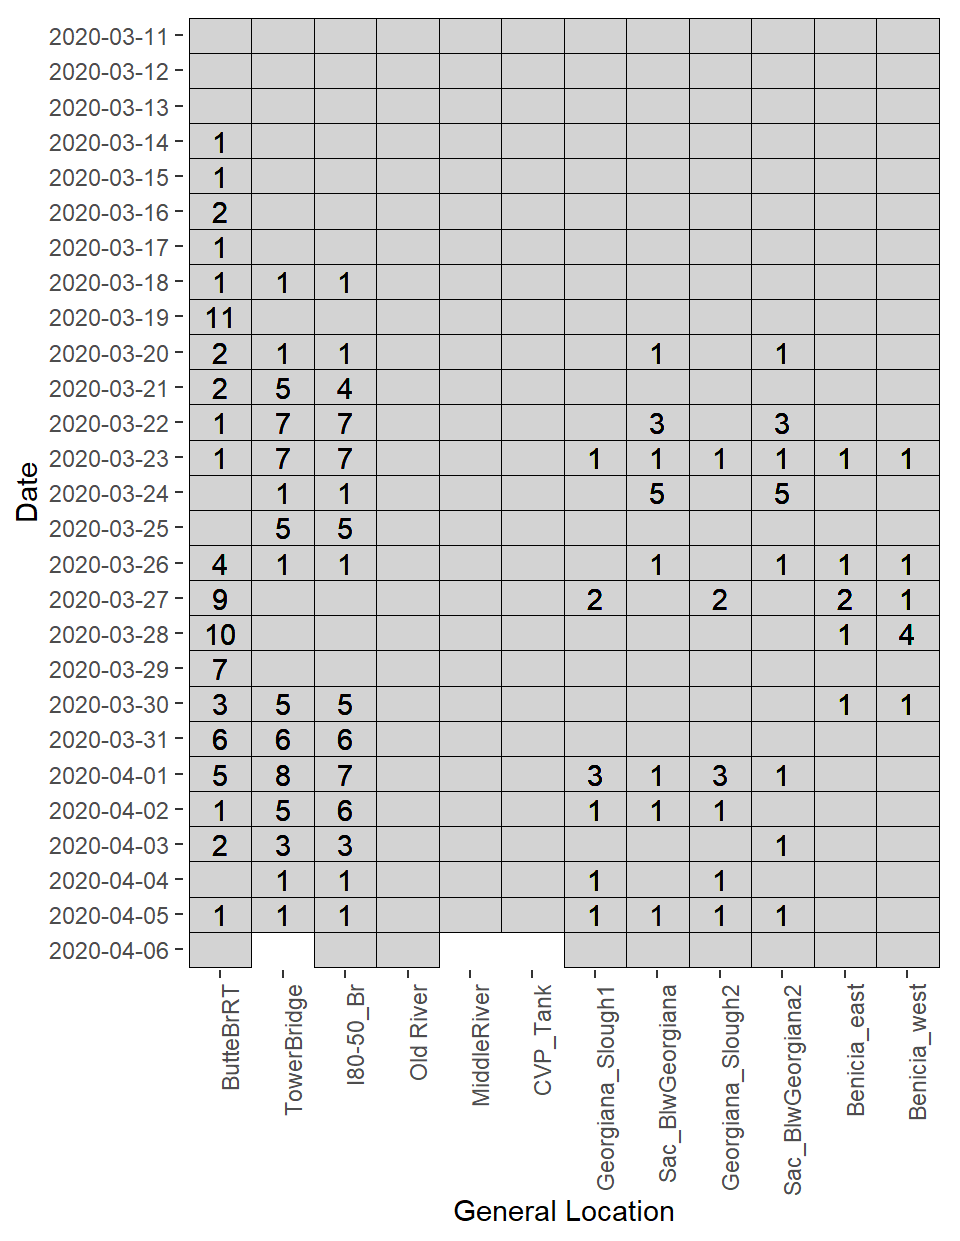 2020-03-11
2020-03-12
2020-03-13
2020-03-14 1
2020-03-15 1
2020-03-16 2
2020-03-17 1
2020-03-18 1 1 1
2020-03-19 11
2020-03-20 2 1 1 1 1
2020-03-21 2 5 4
2020-03-22 1 7 7 3 3
2020-03-23 1 7 7 1 1 1 1 1 1
2020-03-24 1 1 5 5
2020-03-25 5 5
2020-03-26 4 1 1 1 1 1 1
2020-03-27 9 2 2 2 1
2020-03-28 10 1 4
2020-03-29 7
2020-03-30 3 5 5 1 1
2020-03-31 6 6 6
2020-04-01 5 8 7 3 1 3 1
2020-04-02 1 5 6 1 1 1
2020-04-03 2 3 3 1
2020-04-04 1 1 1 1
2020-04-05 1 1 1 1 1 1 1
2020-04-06
Date
ButteBrRT
TowerBridge
I80-50_Br
Old River
MiddleRiver
CVP_Tank
Georgiana_Slough1
Sac_BlwGeorgiana
Georgiana_Slough2
Sac_BlwGeorgiana2
Benicia_east
Benicia_west
General Location